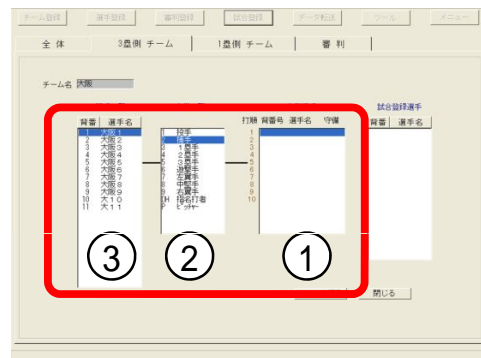 チーム登録 選手登録 審判登録 試合登録 データ転送 ツール メニュー
全 体 3塁側 チーム 1塁側 チーム 審 判
チーム名 大阪
試合登録選手
背番 選手名 打順 背番号 選手名 守備 背番 選手名
1 大阪1 1 投手 1
2 大阪2 2 捕手 2
3 大阪3 3 1塁手 3
4 大阪4 4 2塁手 4
5 大阪5 5 3塁手 5
6 大阪6 6 遊撃手 6
7 大阪7 7 左翼手 7
8 大阪8 8 中堅手 8
9 大阪9 9 右翼手 9
10 大10 DH 指名打者 10
11 大11 P ピッチャー
③ ② ①
閉じる